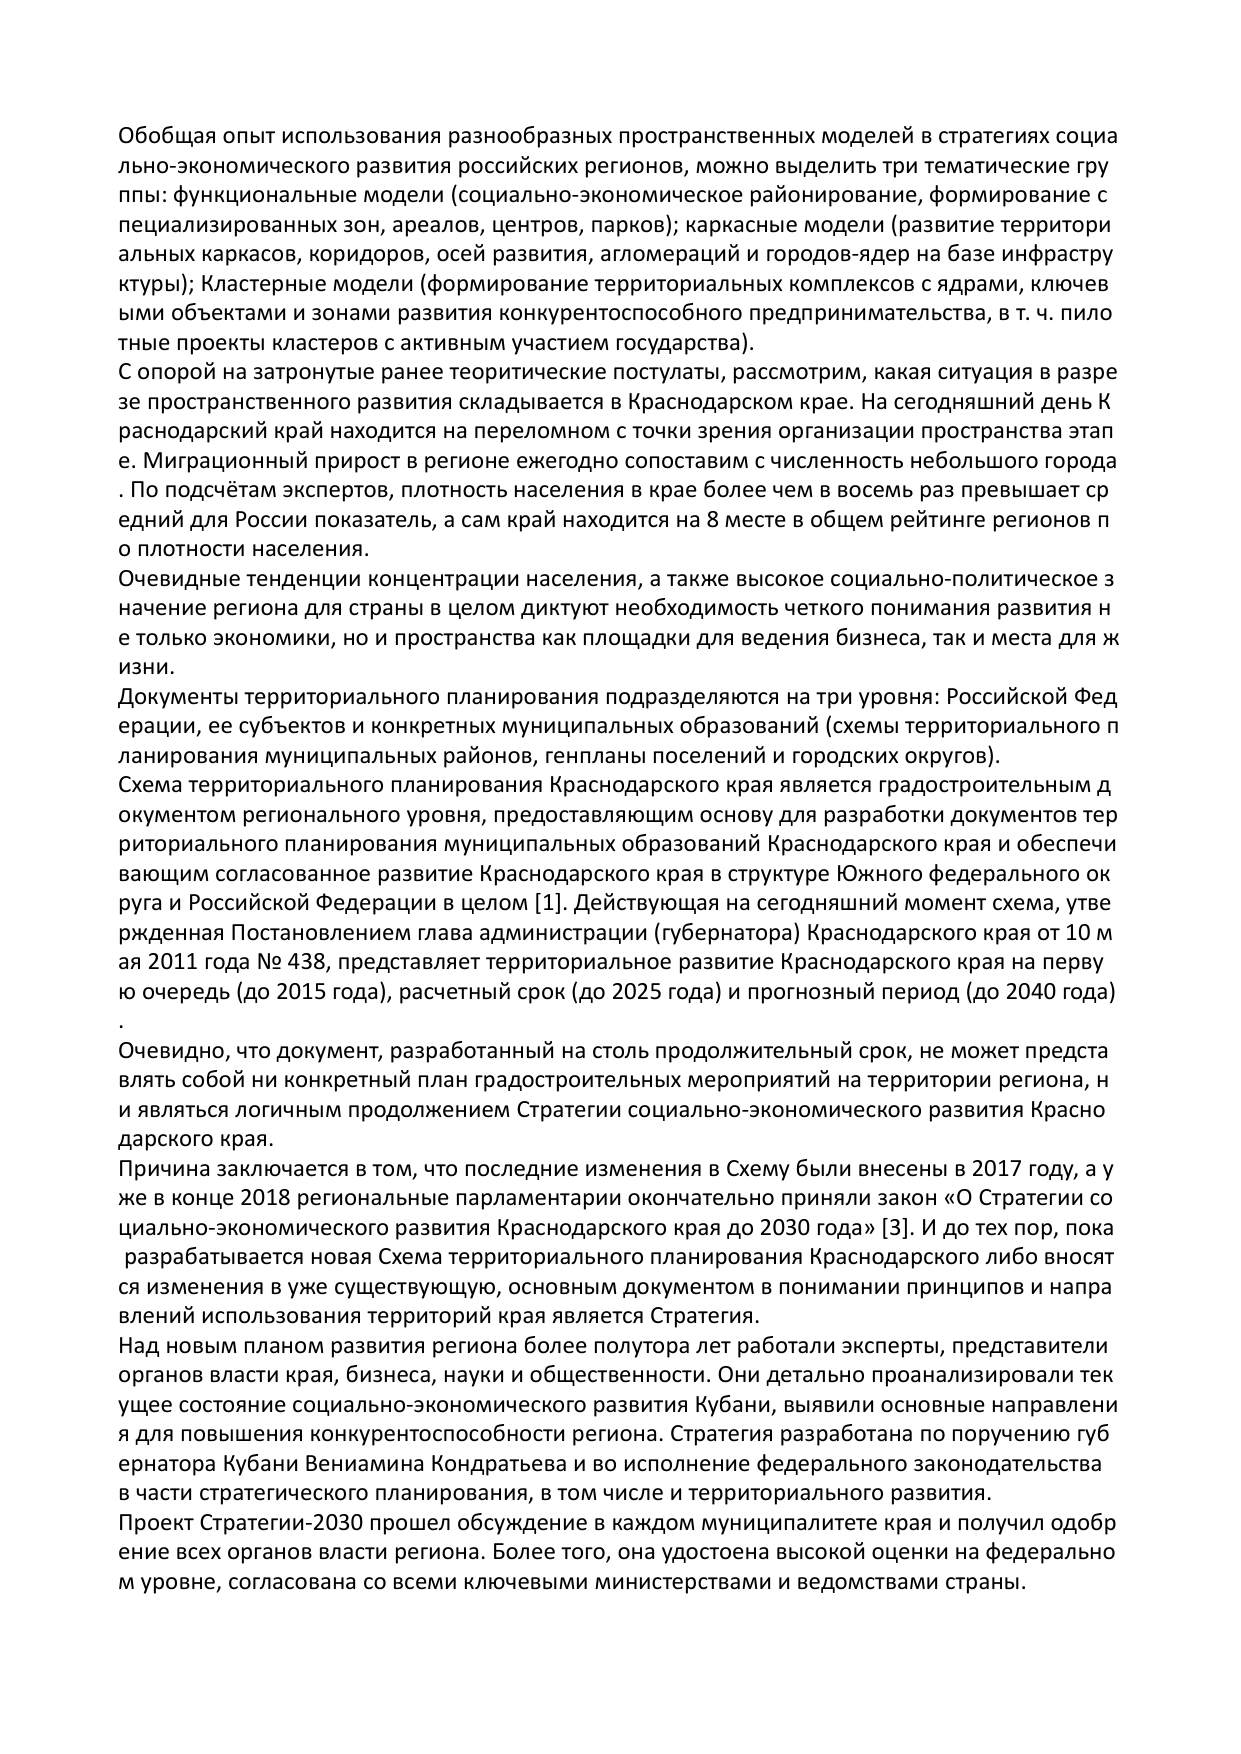 Обобщая опыт использования разнообразных пространственных моделей в стратегиях социа
льно-экономического развития российских регионов, можно выделить три тематические гру
ппы: функциональные модели (социально-экономическое районирование, формирование с
пециализированных зон, ареалов, центров, парков); каркасные модели (развитие территори
альных каркасов, коридоров, осей развития, агломераций и городов-ядер на базе инфрастру
ктуры); Кластерные модели (формирование территориальных комплексов с ядрами, ключев
ыми объектами и зонами развития конкурентоспособного предпринимательства, в т. ч. пило
тные проекты кластеров с активным участием государства).
С опорой на затронутые ранее теоритические постулаты, рассмотрим, какая ситуация в разре
зе пространственного развития складывается в Краснодарском крае. На сегодняшний день К
раснодарский край находится на переломном с точки зрения организации пространства этап
е. Миграционный прирост в регионе ежегодно сопоставим с численность небольшого города
. По подсчётам экспертов, плотность населения в крае более чем в восемь раз превышает ср
едний для России показатель, а сам край находится на 8 месте в общем рейтинге регионов п
о плотности населения.
Очевидные тенденции концентрации населения, а также высокое социально-политическое з
начение региона для страны в целом диктуют необходимость четкого понимания развития н
е только экономики, но и пространства как площадки для ведения бизнеса, так и места для ж
изни.
Документы территориального планирования подразделяются на три уровня: Российской Фед
ерации, ее субъектов и конкретных муниципальных образований (схемы территориального п
ланирования муниципальных районов, генпланы поселений и городских округов).
Схема территориального планирования Краснодарского края является градостроительным д
окументом регионального уровня, предоставляющим основу для разработки документов тер
риториального планирования муниципальных образований Краснодарского края и обеспечи
вающим согласованное развитие Краснодарского края в структуре Южного федерального ок
руга и Российской Федерации в целом [1]. Действующая на сегодняшний момент схема, утве
ржденная Постановлением глава администрации (губернатора) Краснодарского края от 10 м
ая 2011 года № 438, представляет территориальное развитие Краснодарского края на перву
ю очередь (до 2015 года), расчетный срок (до 2025 года) и прогнозный период (до 2040 года)
.
Очевидно, что документ, разработанный на столь продолжительный срок, не может предста
влять собой ни конкретный план градостроительных мероприятий на территории региона, н
и являться логичным продолжением Стратегии социально-экономического развития Красно
дарского края.
Причина заключается в том, что последние изменения в Схему были внесены в 2017 году, а у
же в конце 2018 региональные парламентарии окончательно приняли закон «О Стратегии со
циально-экономического развития Краснодарского края до 2030 года» [3]. И до тех пор, пока
разрабатывается новая Схема территориального планирования Краснодарского либо вносят
ся изменения в уже существующую, основным документом в понимании принципов и напра
влений использования территорий края является Стратегия.
Над новым планом развития региона более полутора лет работали эксперты, представители
органов власти края, бизнеса, науки и общественности. Они детально проанализировали тек
ущее состояние социально-экономического развития Кубани, выявили основные направлени
я для повышения конкурентоспособности региона. Стратегия разработана по поручению губ
ернатора Кубани Вениамина Кондратьева и во исполнение федерального законодательства
в части стратегического планирования, в том числе и территориального развития.
Проект Стратегии-2030 прошел обсуждение в каждом муниципалитете края и получил одобр
ение всех органов власти региона. Более того, она удостоена высокой оценки на федерально
м уровне, согласована со всеми ключевыми министерствами и ведомствами страны.